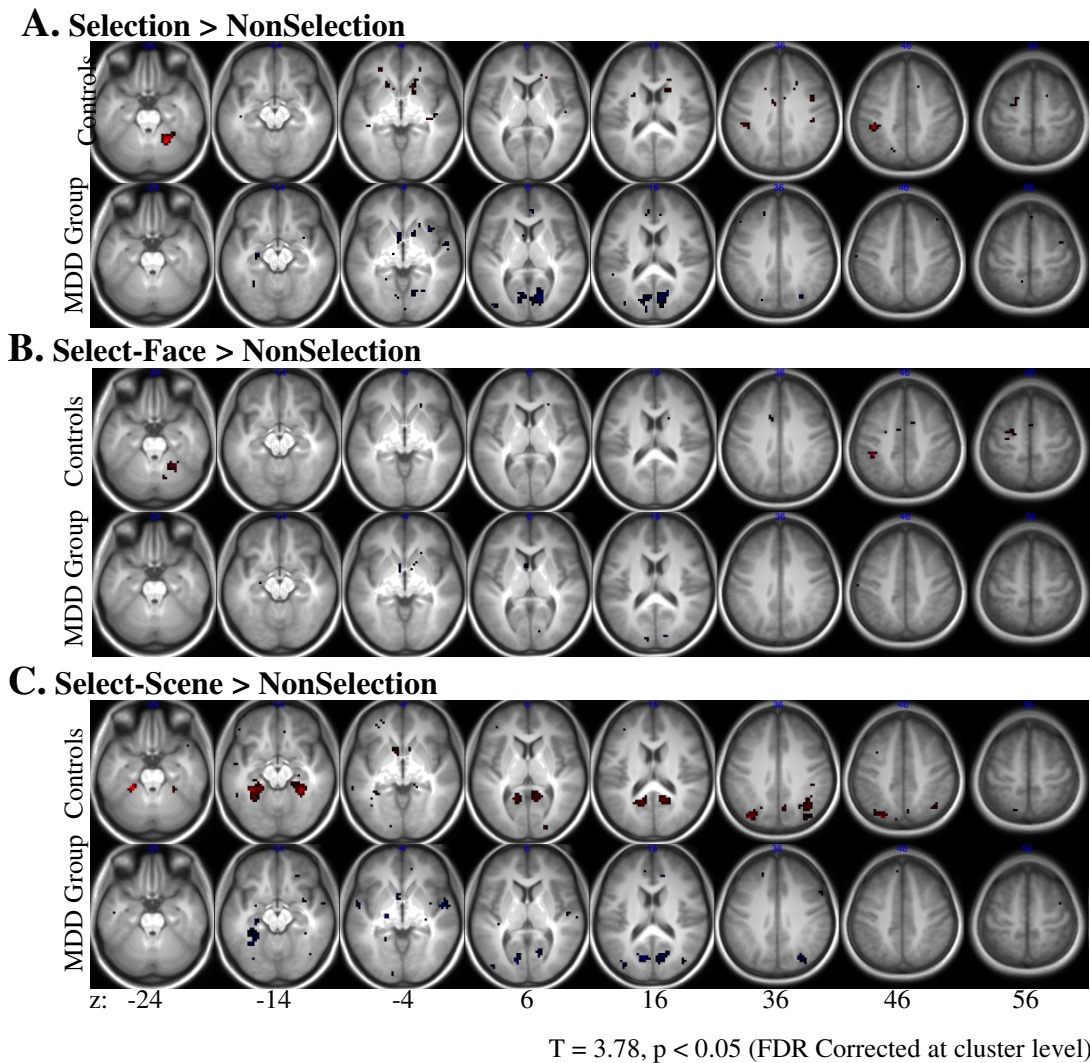 A. Selection > NonSelection
Controls
MDD Group
B. Select-Face > NonSelection
Controls
MDD Group
C. Select-Scene > NonSelection
Controls
MDD Group
z: -24 -14 -4 6 16 36 46 56
T = 3.78, p < 0.05 (FDR Corrected at cluster level)